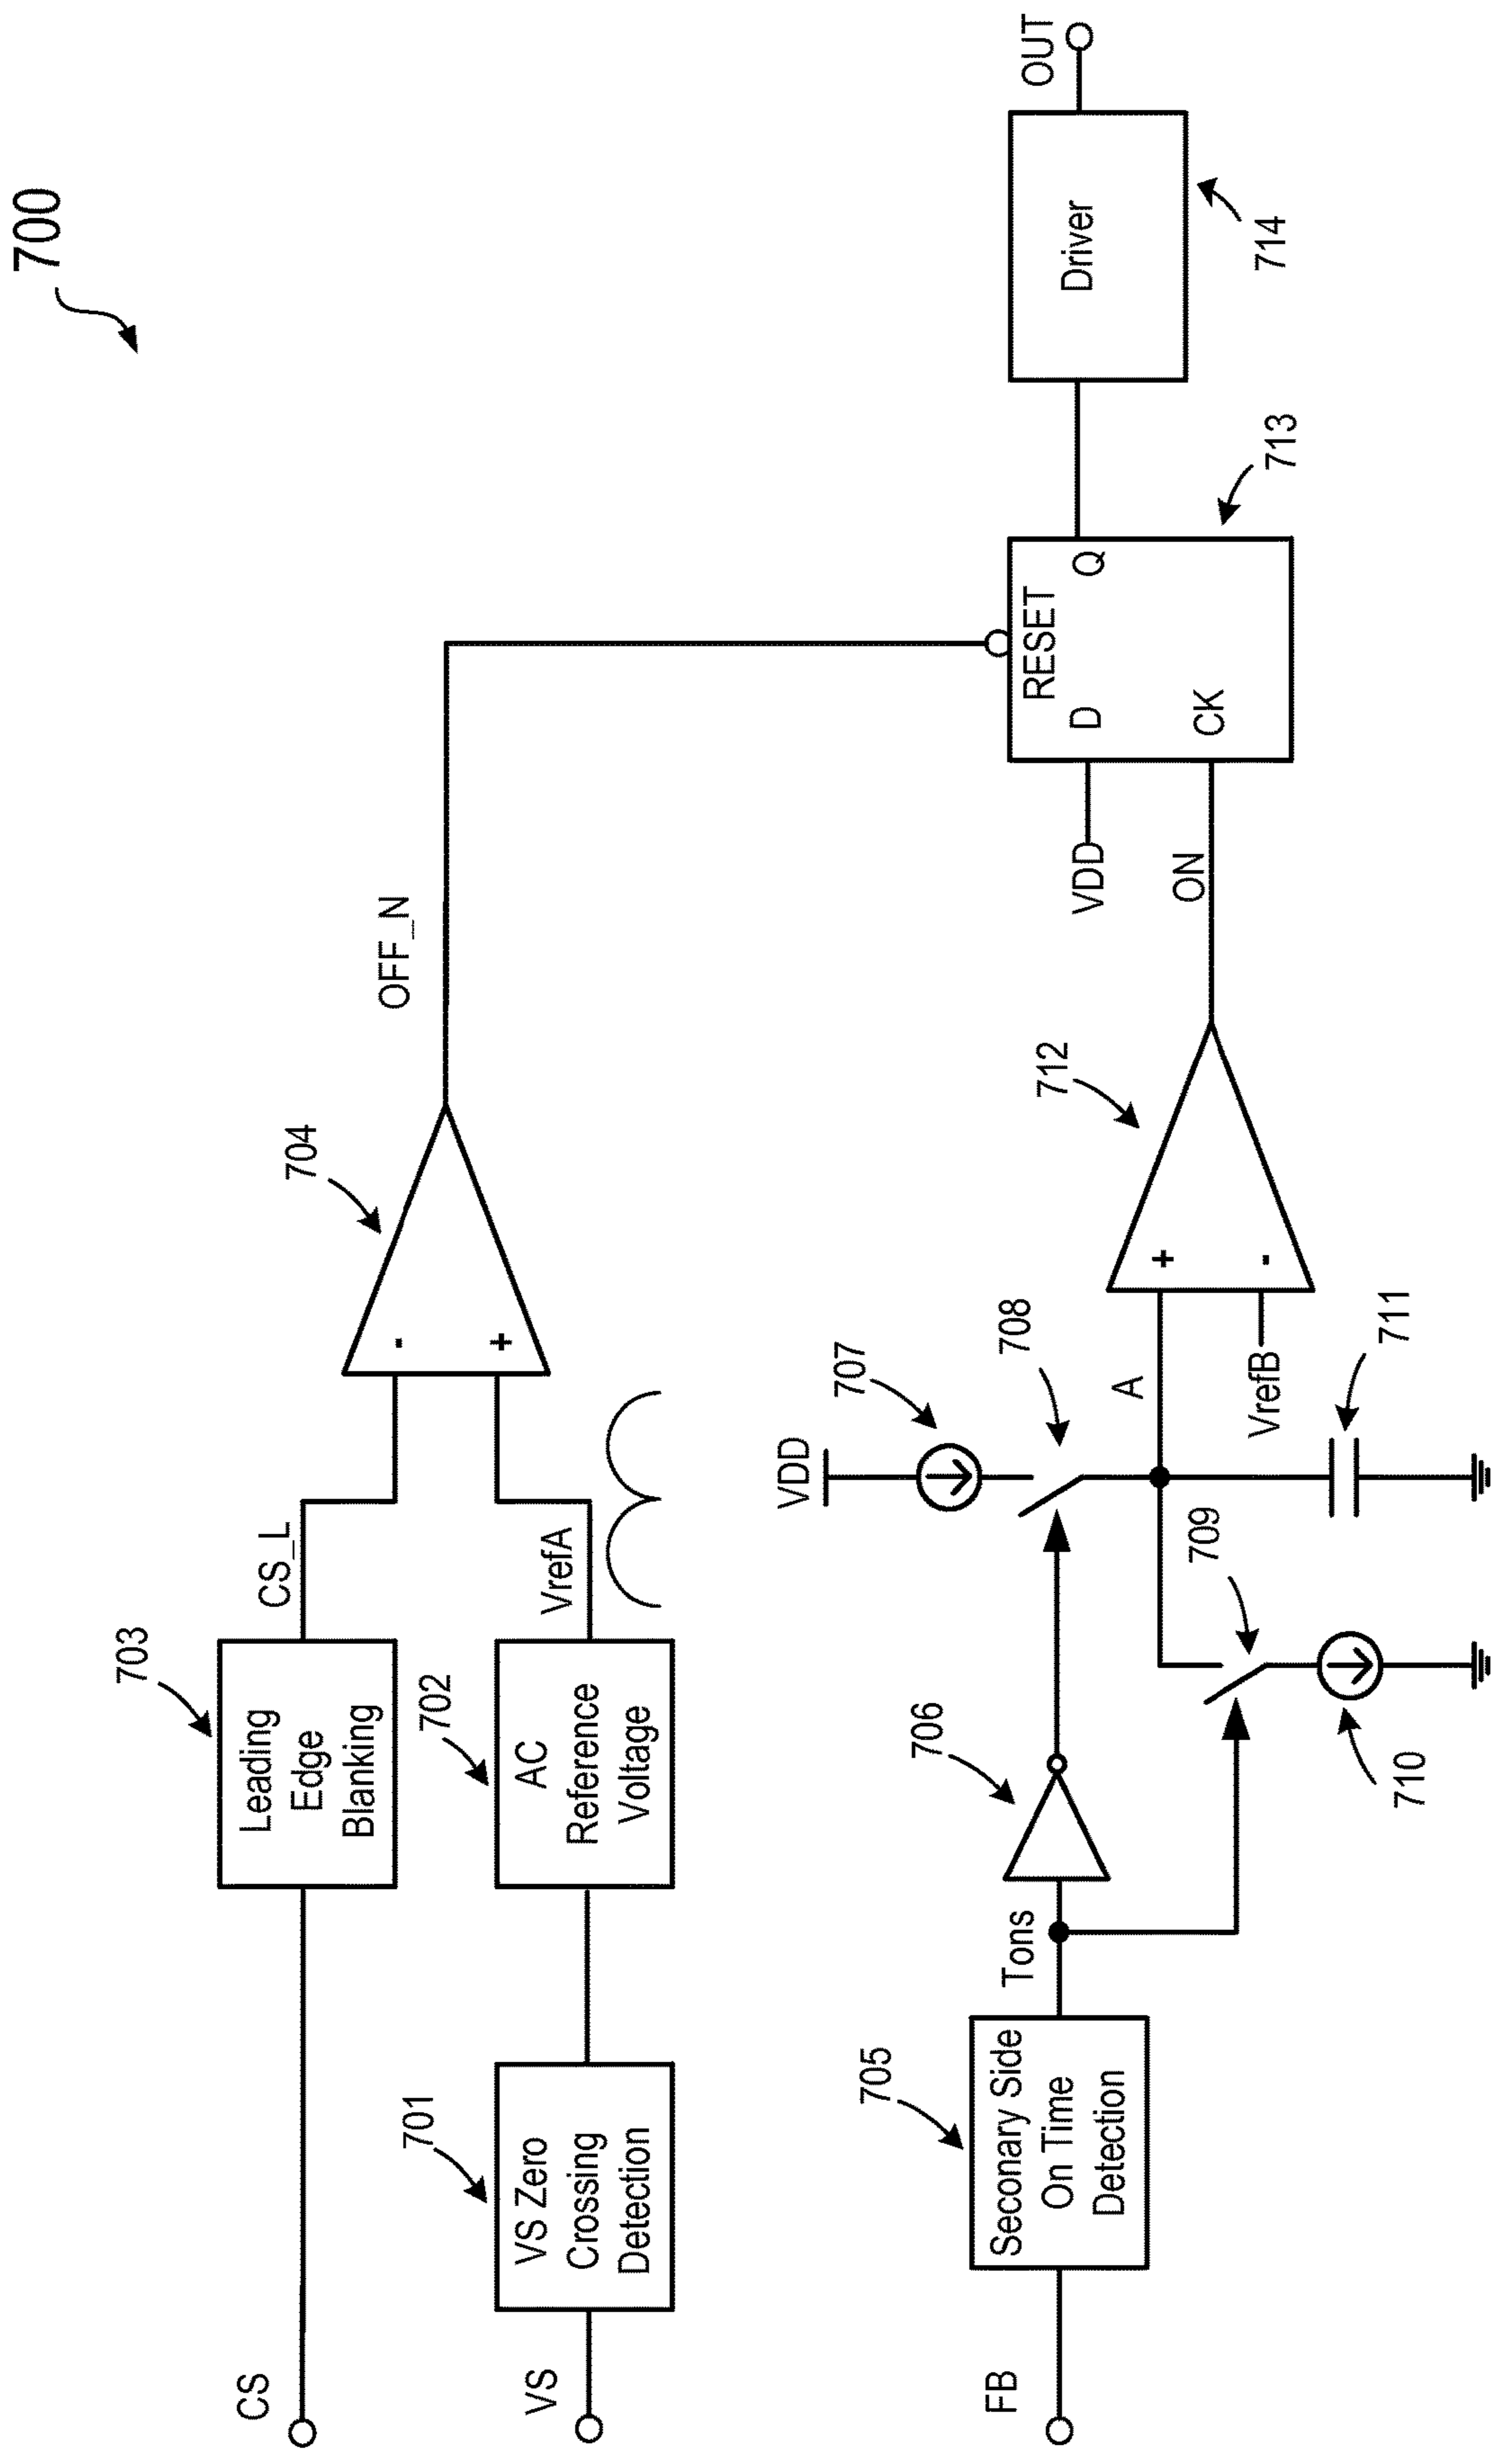 700
CS
703
Leading
Edge
Blanking
CS_L
704
-
+
OFF_N
VS
701
VS Zero
Crossing
Detection
702
AC
Reference
Voltage
VrefA
FB
705
Seconary Side
On Time
Detection
Tons
706
VDD
707
708
709
710
711
A
VrefB
712
+
-
ON
VDD
RESET
D
Q
CK
713
Driver
714
OUT